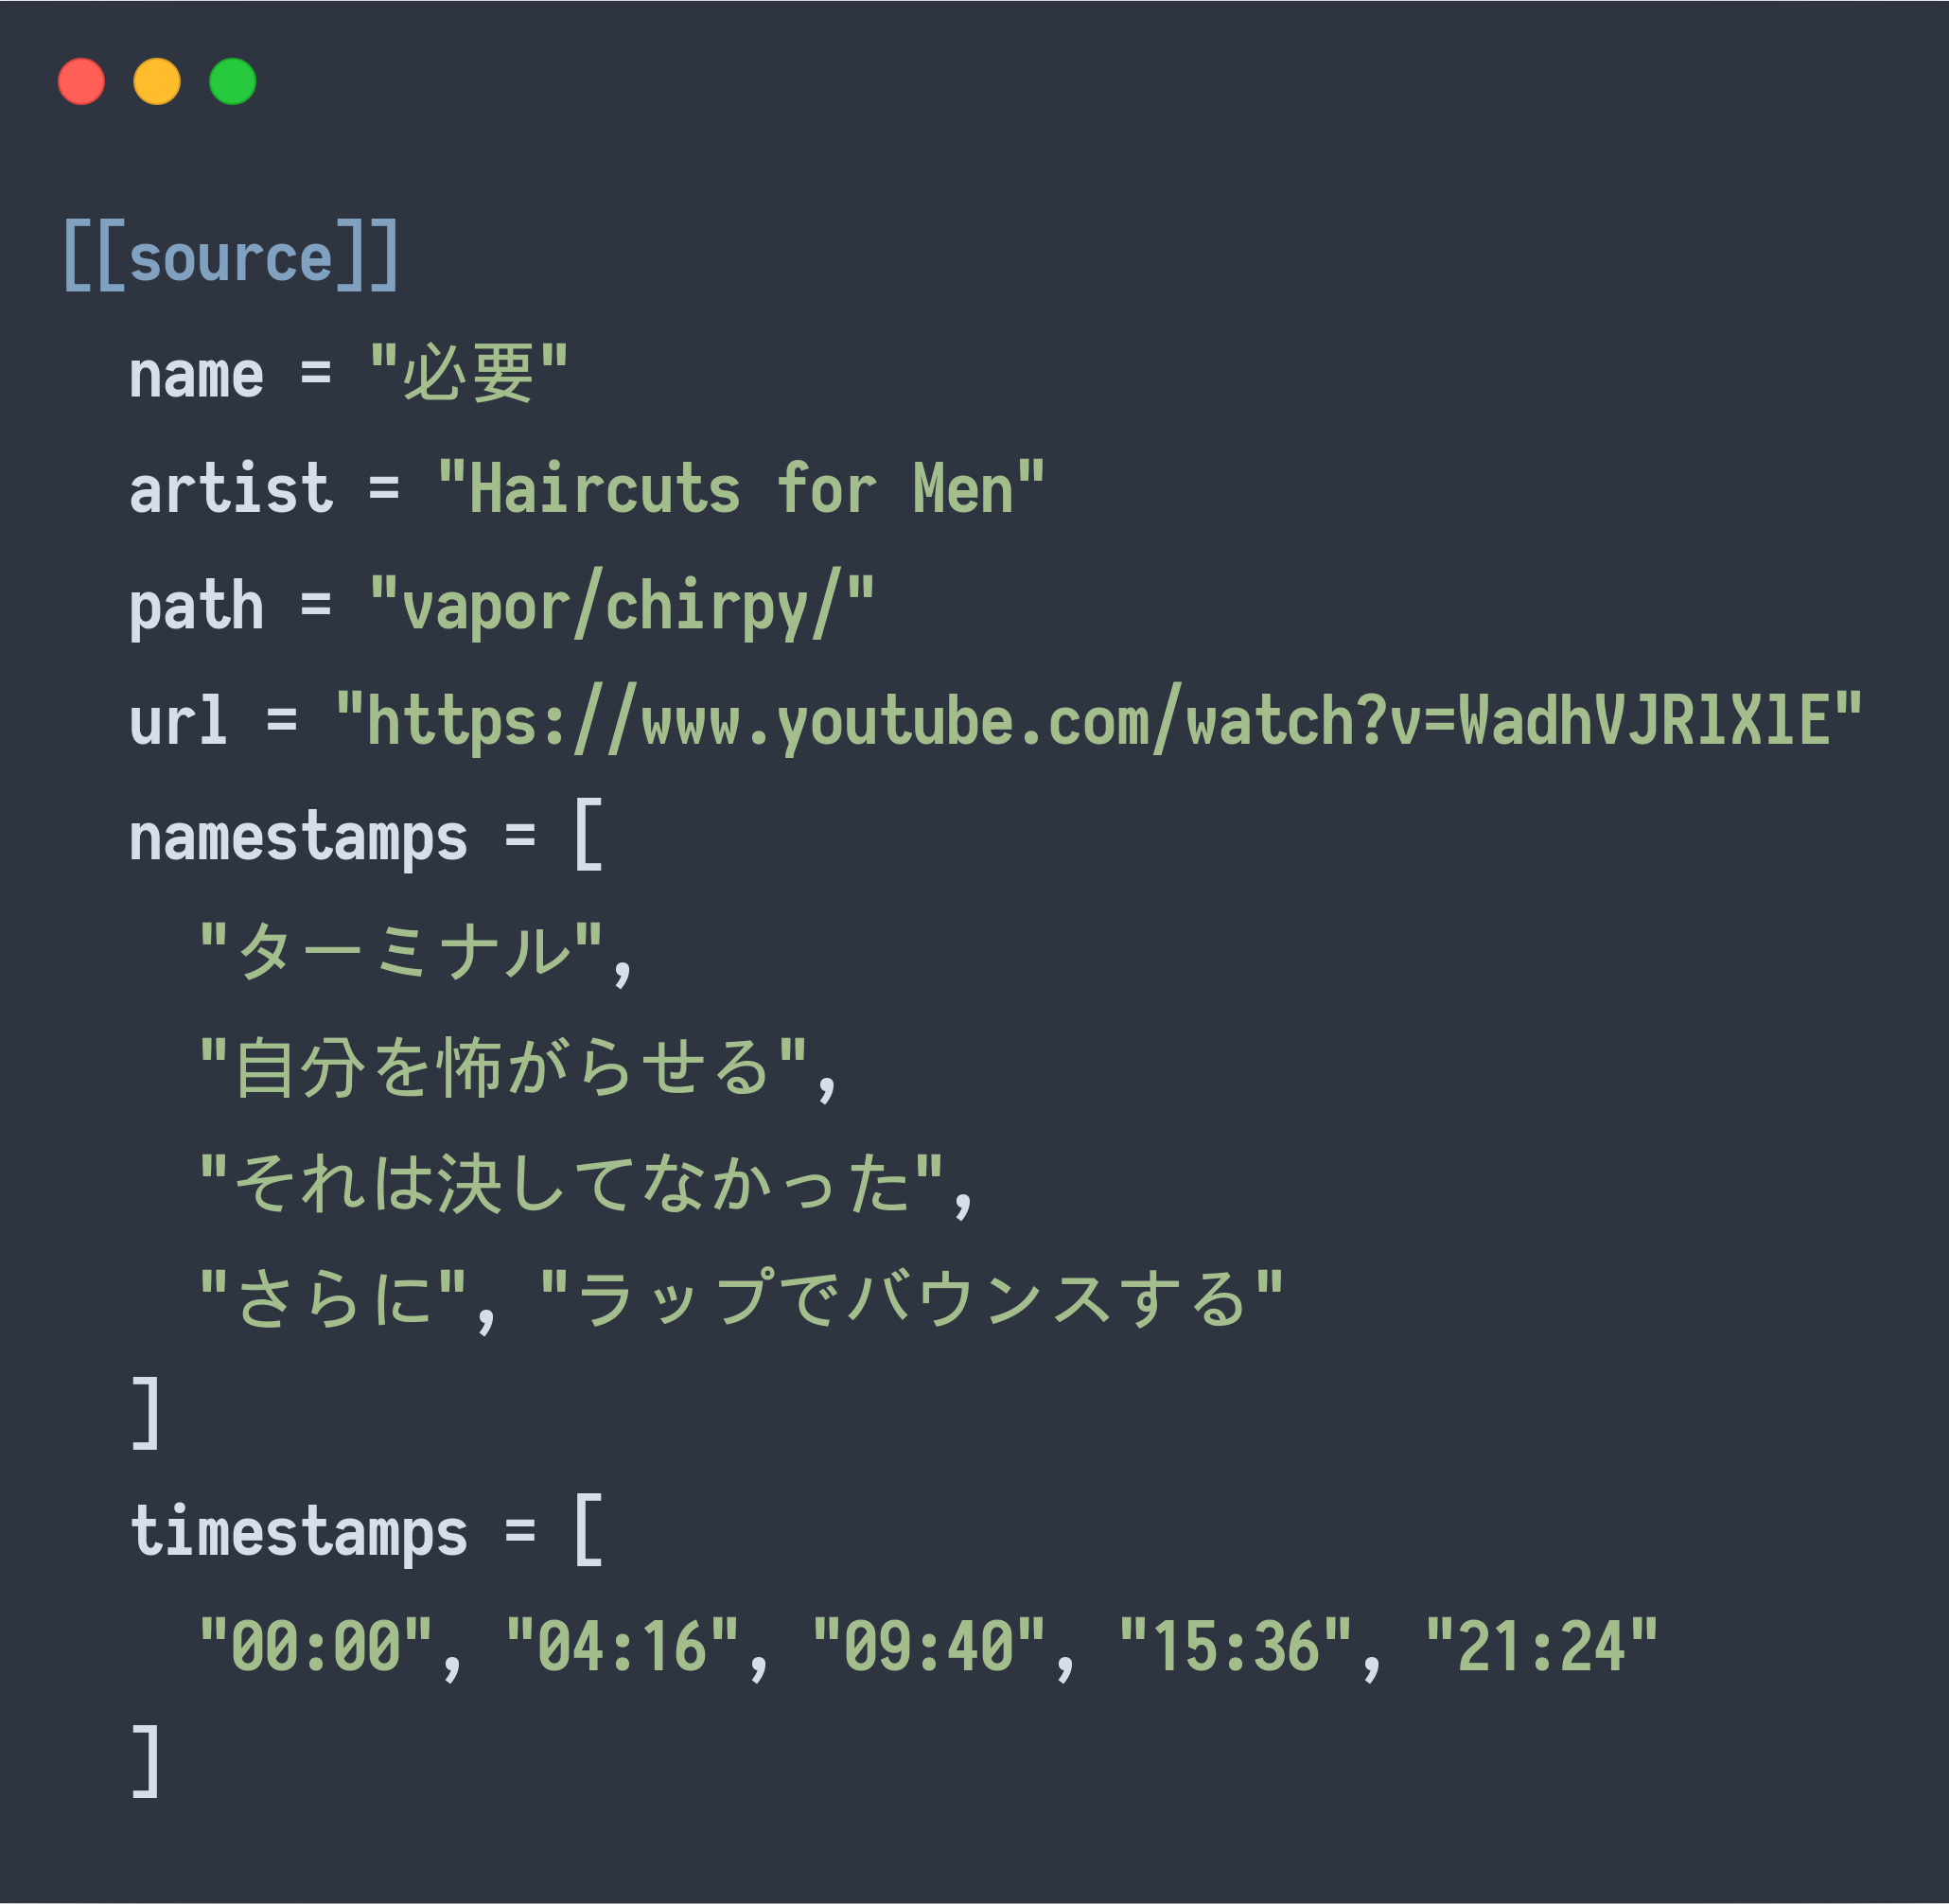 [[source]]
  name = "必要"
  artist = "Haircuts for Men"
  path = "vapor/chirpy/"
  url = "https://www.youtube.com/watch?v=WadhVJRlXlE"
  namestamps = [
    "ターミナル",
    "自分を怖がらせる",
    "それは決してなかった",
    "さらに", "ラップでバウンスする"
  ]
  timestamps = [
    "00:00", "04:16", "09:40", "15:36", "21:24"
  ]